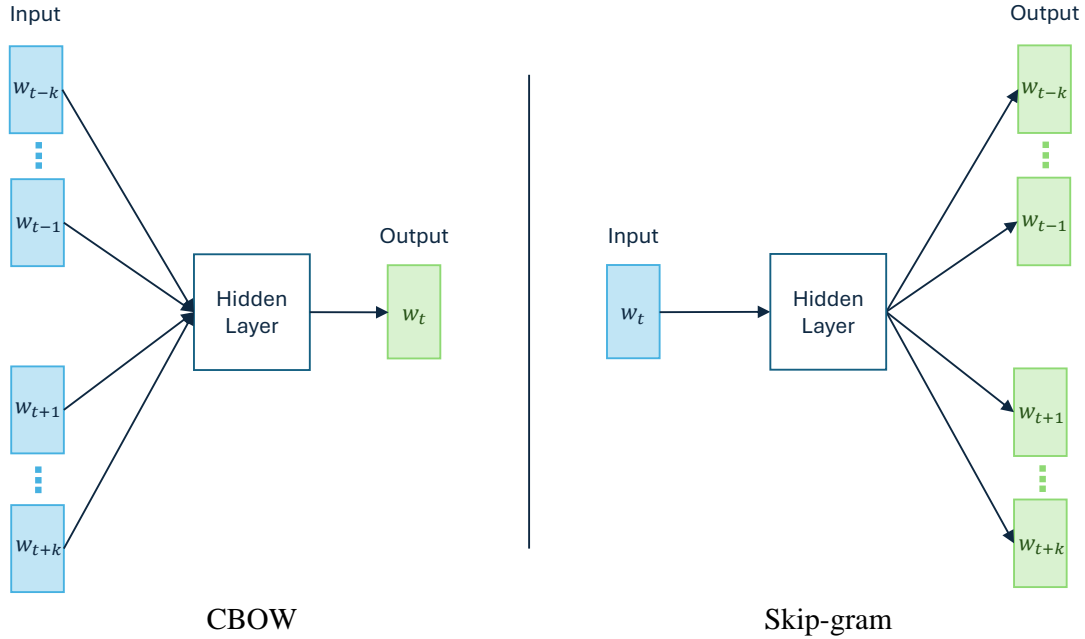 Input
w_{t−k}
w_{t−1}
w_{t+1}
w_{t+k}
Hidden
Layer
Output
w_t
CBOW
Input
w_t
Hidden
Layer
Output
w_{t−k}
w_{t−1}
w_{t+1}
w_{t+k}
Skip-gram